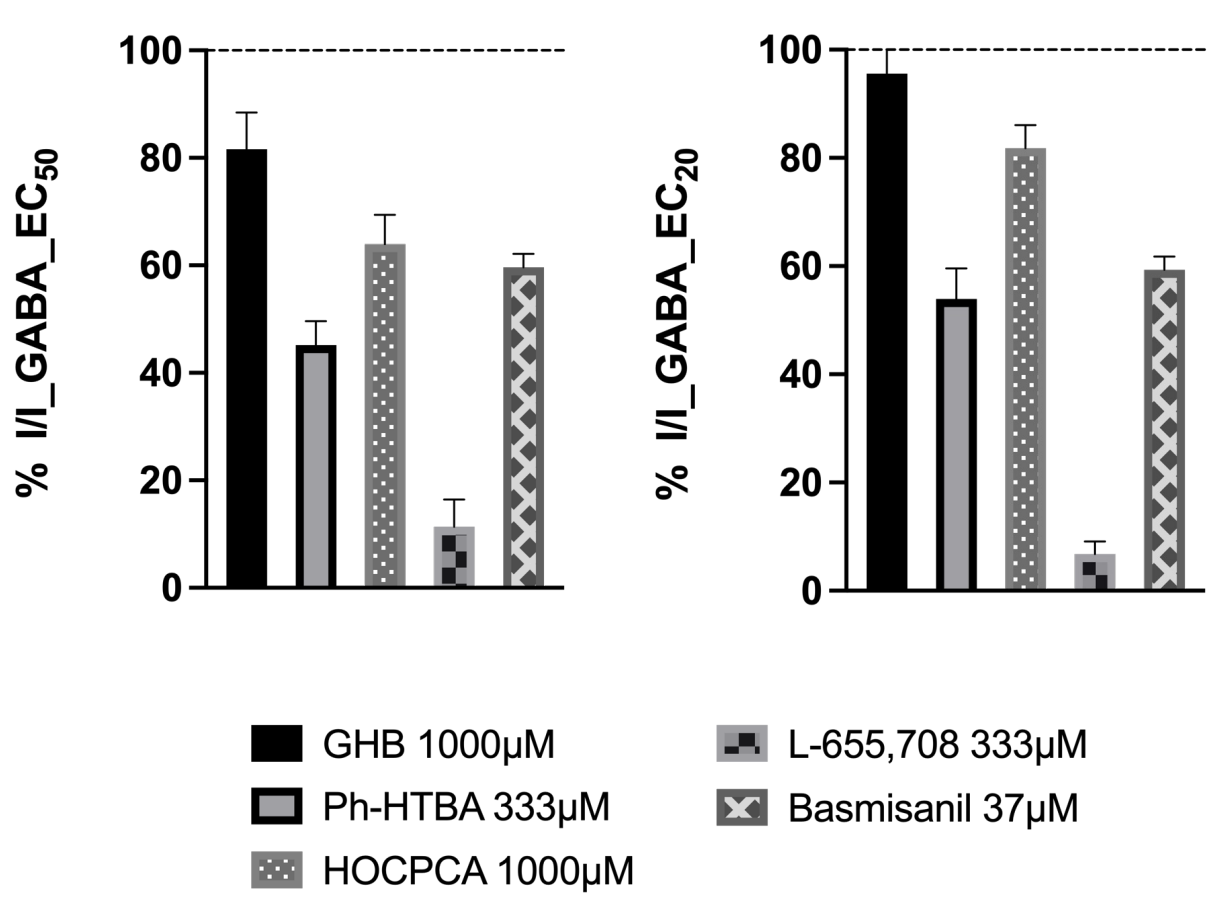 % I/I_GABA_EC50
100
80
60
40
20
0
% I/I_GABA_EC20
100
80
60
40
20
0
GHB 1000µM
Ph-HTBA 333µM
HOCPCA 1000µM
L-655,708 333µM
Basmisanil 37µM